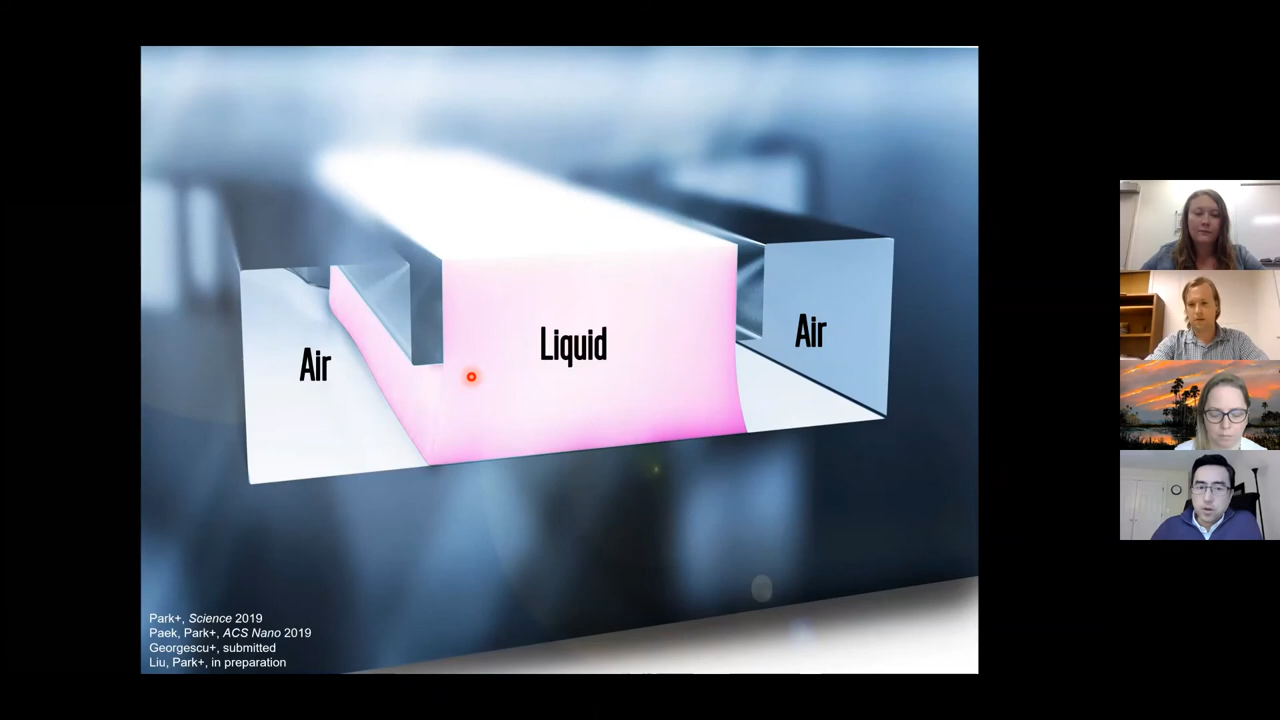 Air
Liquid
Air
Park+, Science 2019
Paek, Park+, ACS Nano 2019
Georgescu+, submitted
Liu, Park+, in preparation